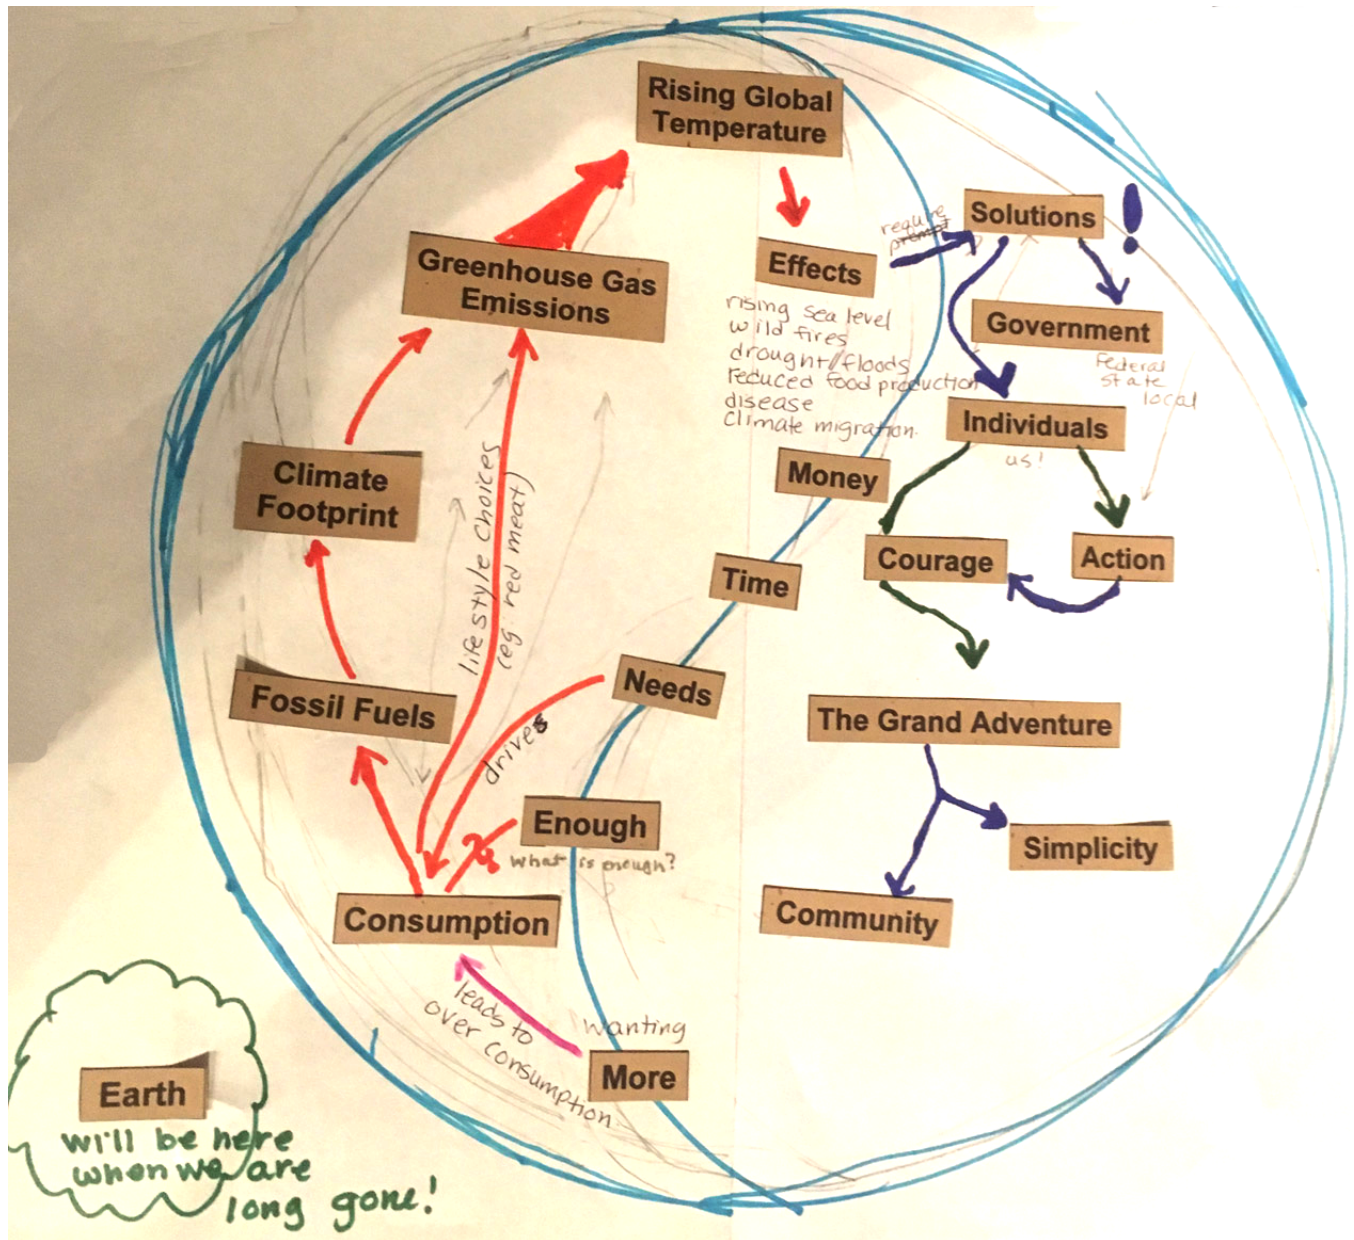 Rising Global
Temperature
Solutions
!
require
prompt
Effects
Greenhouse Gas
Emissions
rising sea level
wild fires
drought/floods
reduced food production
disease
climate migration.
Government
Federal
state
local
Individuals
us!
Money
Climate
Footprint
lifestyle choices
(eg. red meat)
Courage
Action
Time
Needs
Fossil Fuels
drives
The Grand Adventure
Enough
what is enough?
Simplicity
Consumption
Community
leads to
over consumption
wanting
More
Earth
will be here
when we are
long gone!